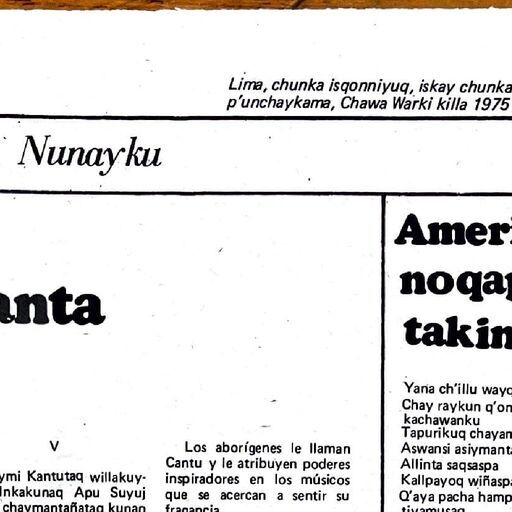 Lima, chunka isqonniyuq, iskay chunka
p'unchaykama, Chawa Warki killa 1975
Nunayku
anta
Ameri
noqap
takin
Yana ch'illu wayq
Chay raykun q'on
kachawanku
Tapurikuq chayam
Aswansi asiymanta
Allinta saqsaspa
Kallpayoq wiñasp
Q'aya pacha hamp
tiyamusaq
V
ymi Kantutaq willakuy-
Inkakunaq Apu Suyuj
chaymantañataq kunan
Los aborígenes le llaman
Cantu y le atribuyen poderes
inspiradores en los músicos
que se acercan a sentir su
fragancia